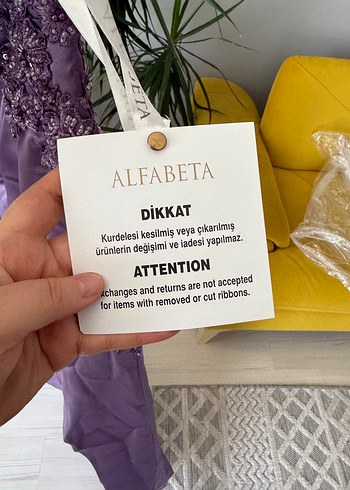 ALFABETA
DİKKAT
Kurdelesi kesilmiş veya çıkarılmış
ürünlerin değişimi ve iadesi yapılmaz.
ATTENTION
xchanges and returns are not accepted
for items with removed or cut ribbons.